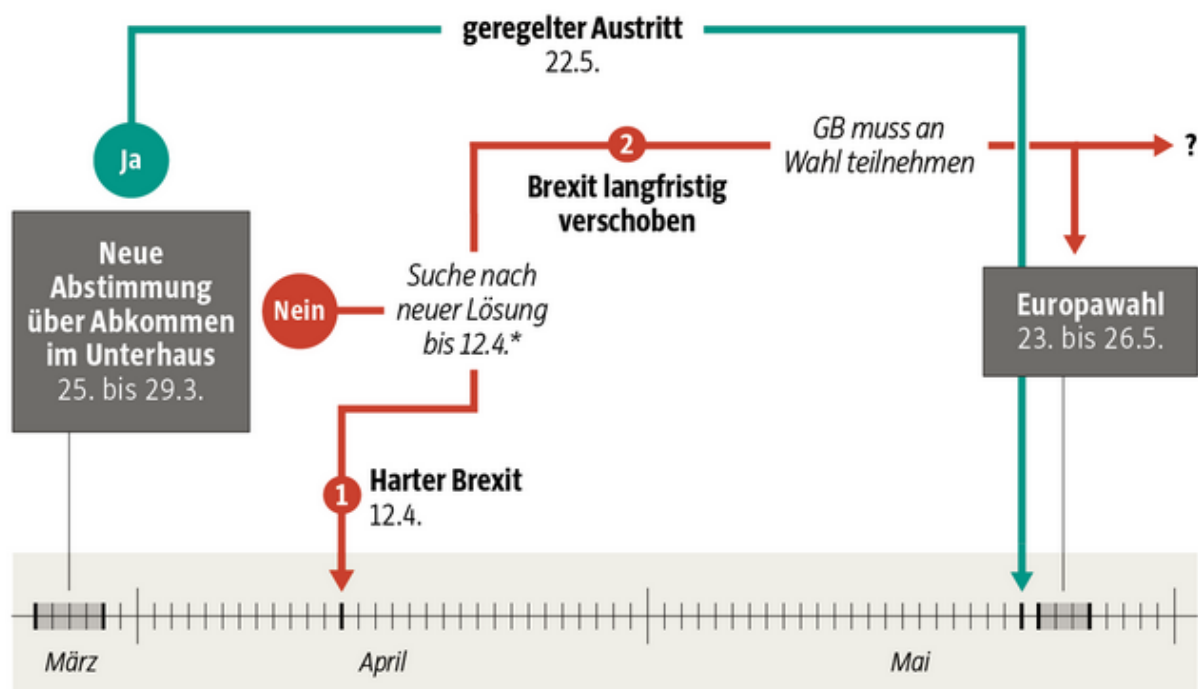 geregelter Austritt
22.5.
Ja
2
GB muss an
Wahl teilnehmen
?
Brexit langfristig
verschoben
Neue
Abstimmung
über Abkommen
im Unterhaus
25. bis 29.3.
Nein
Suche nach
neuer Lösung
bis 12.4.*
Europawahl
23. bis 26.5.
1
Harter Brexit
12.4.
März
April
Mai